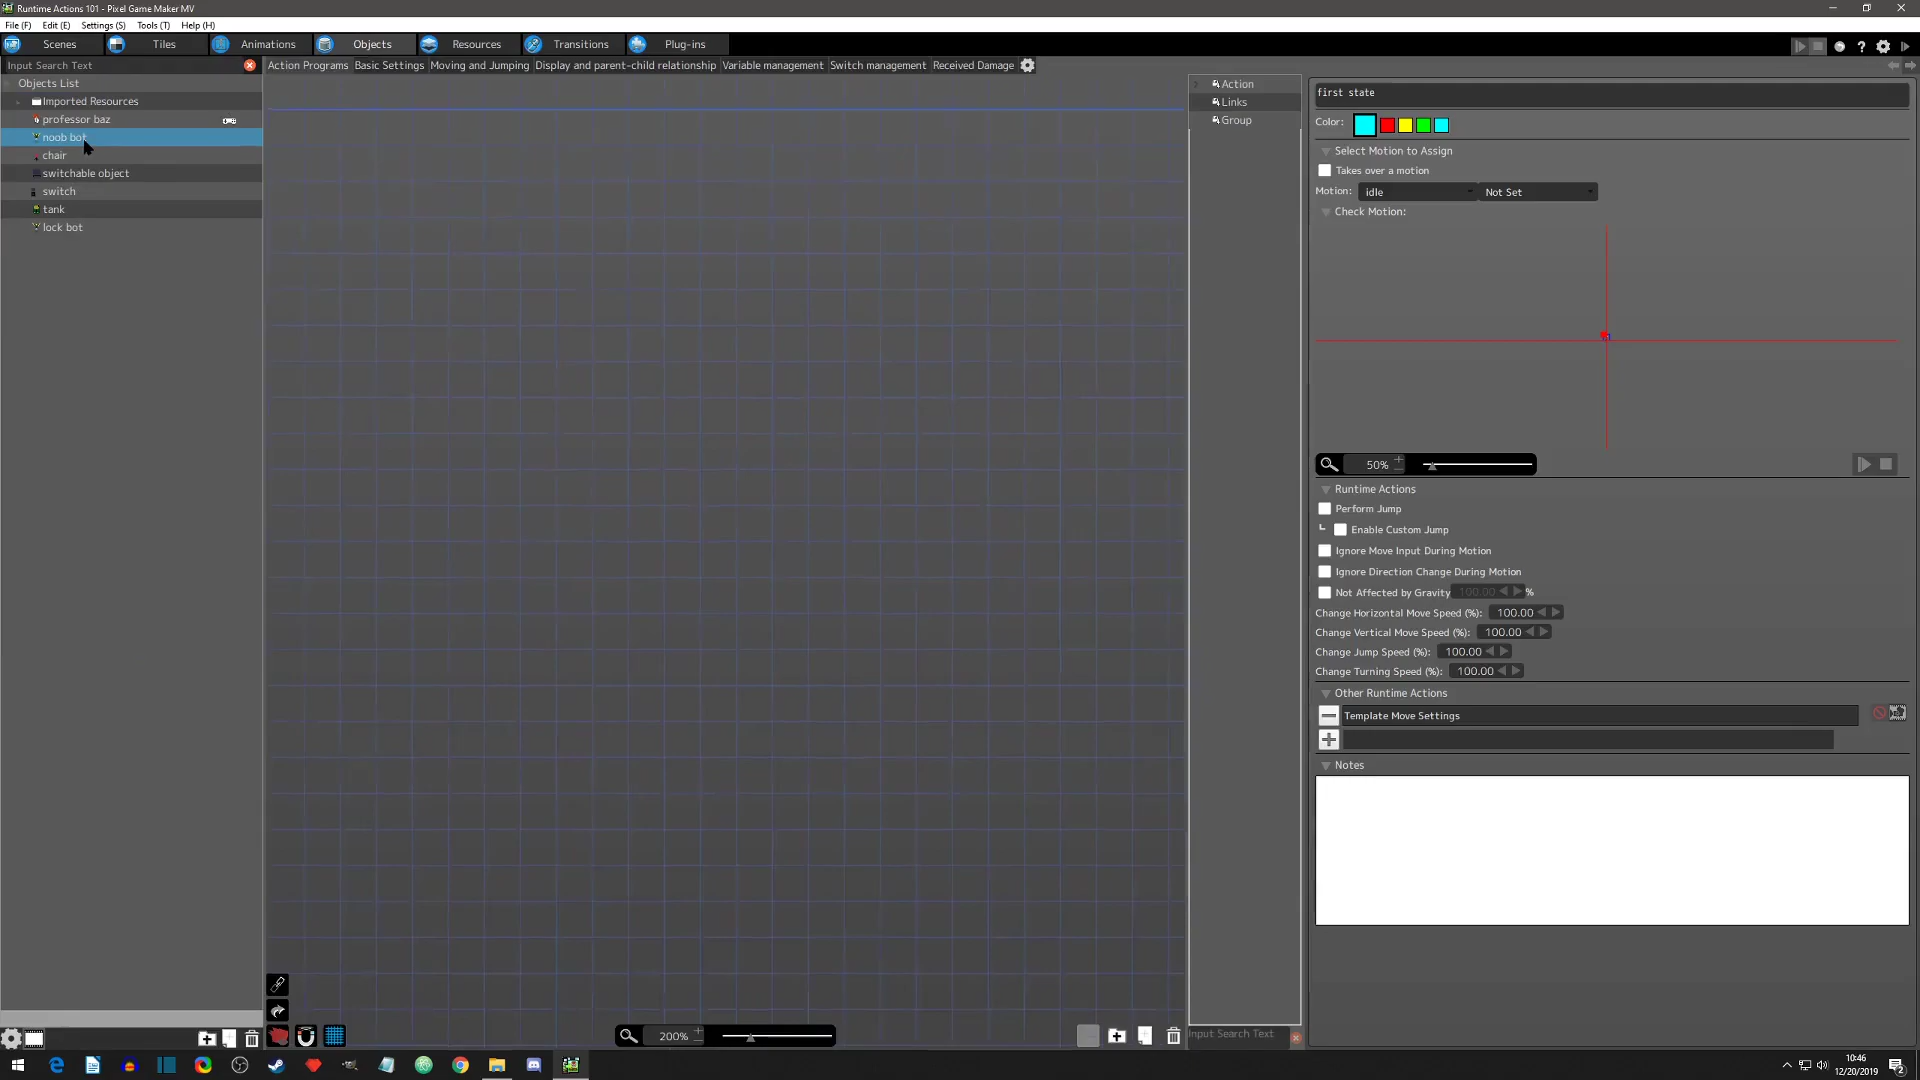 Runtime Actions 101 - Pixel Game Maker MV
File (F) Edit (E) Settings (S) Tools (T) Help (H)
Scenes Tiles Animations Objects Resources Transitions Plug-ins
Input Search Text
Action Programs Basic Settings Moving and Jumping Display and parent-child relationship Variable management Switch management Received Damage
Objects List
Imported Resources
professor baz
noob bot
chair
switchable object
switch
tank
lock bot
200%
Action
Links
Group
Input Search Text
first state
Color:
Select Motion to Assign
Takes over a motion
Motion: idle Not Set
Check Motion:
50%
Runtime Actions
Perform Jump
Enable Custom Jump
Ignore Move Input During Motion
Ignore Direction Change During Motion
Not Affected by Gravity 100.00 %
Change Horizontal Move Speed (%): 100.00
Change Vertical Move Speed (%): 100.00
Change Jump Speed (%): 100.00
Change Turning Speed (%): 100.00
Other Runtime Actions
Template Move Settings
Notes
10:46
12/20/2019
2